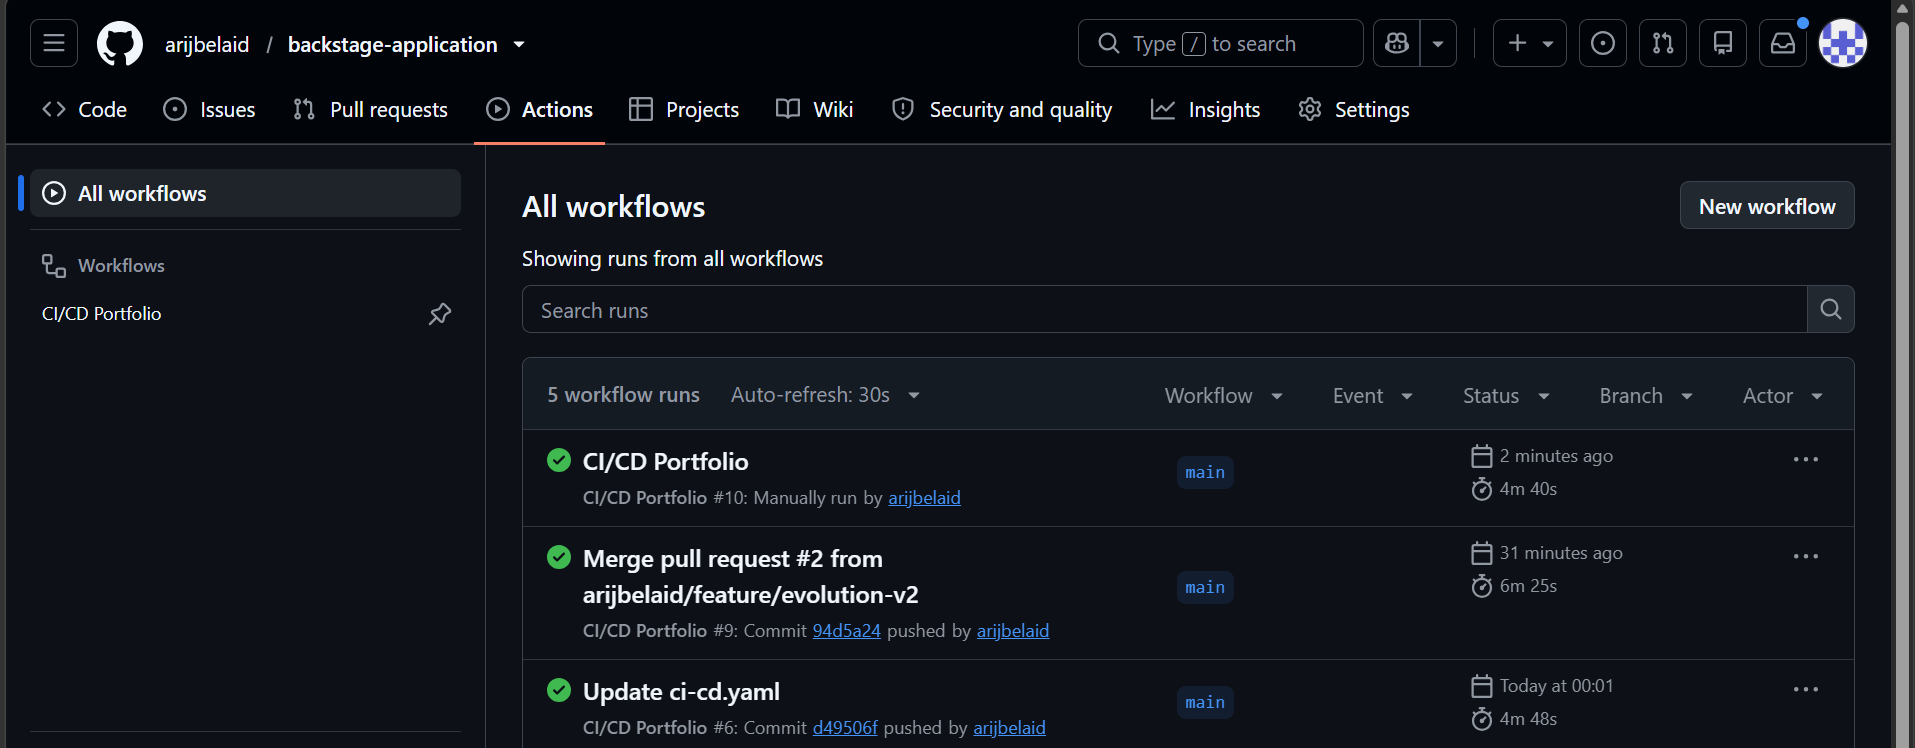 arijbelaid / backstage-application
Type / to search
Code
Issues
Pull requests
Actions
Projects
Wiki
Security and quality
Insights
Settings
All workflows
Workflows
CI/CD Portfolio
All workflows
New workflow
Showing runs from all workflows
Search runs
5 workflow runs
Auto-refresh: 30s
Workflow
Event
Status
Branch
Actor
CI/CD Portfolio
CI/CD Portfolio #10: Manually run by arijbelaid
main
2 minutes ago
4m 40s
Merge pull request #2 from
arijbelaid/feature/evolution-v2
CI/CD Portfolio #9: Commit 94d5a24 pushed by arijbelaid
main
31 minutes ago
6m 25s
Update ci-cd.yaml
CI/CD Portfolio #6: Commit d49506f pushed by arijbelaid
main
Today at 00:01
4m 48s